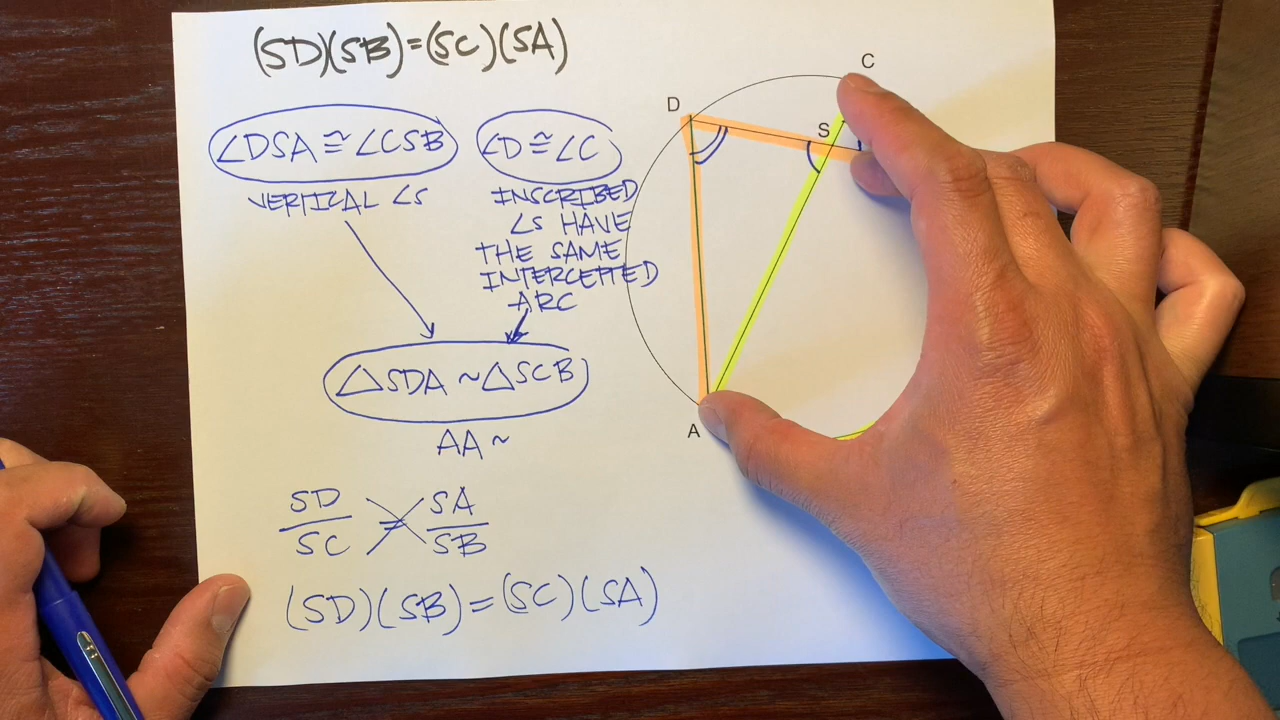 (SD)(SB)=(SC)(SA)
∠DSA ≅ ∠CSB
VERTICAL ∠S
∠D ≅ ∠C
INSCRIBED
∠S HAVE
THE SAME
INTERCEPTED
ARC
△SDA ~ △SCB
AA ~
SD/SC = SA/SB
(SD)(SB)=(SC)(SA)
C
D
S
A